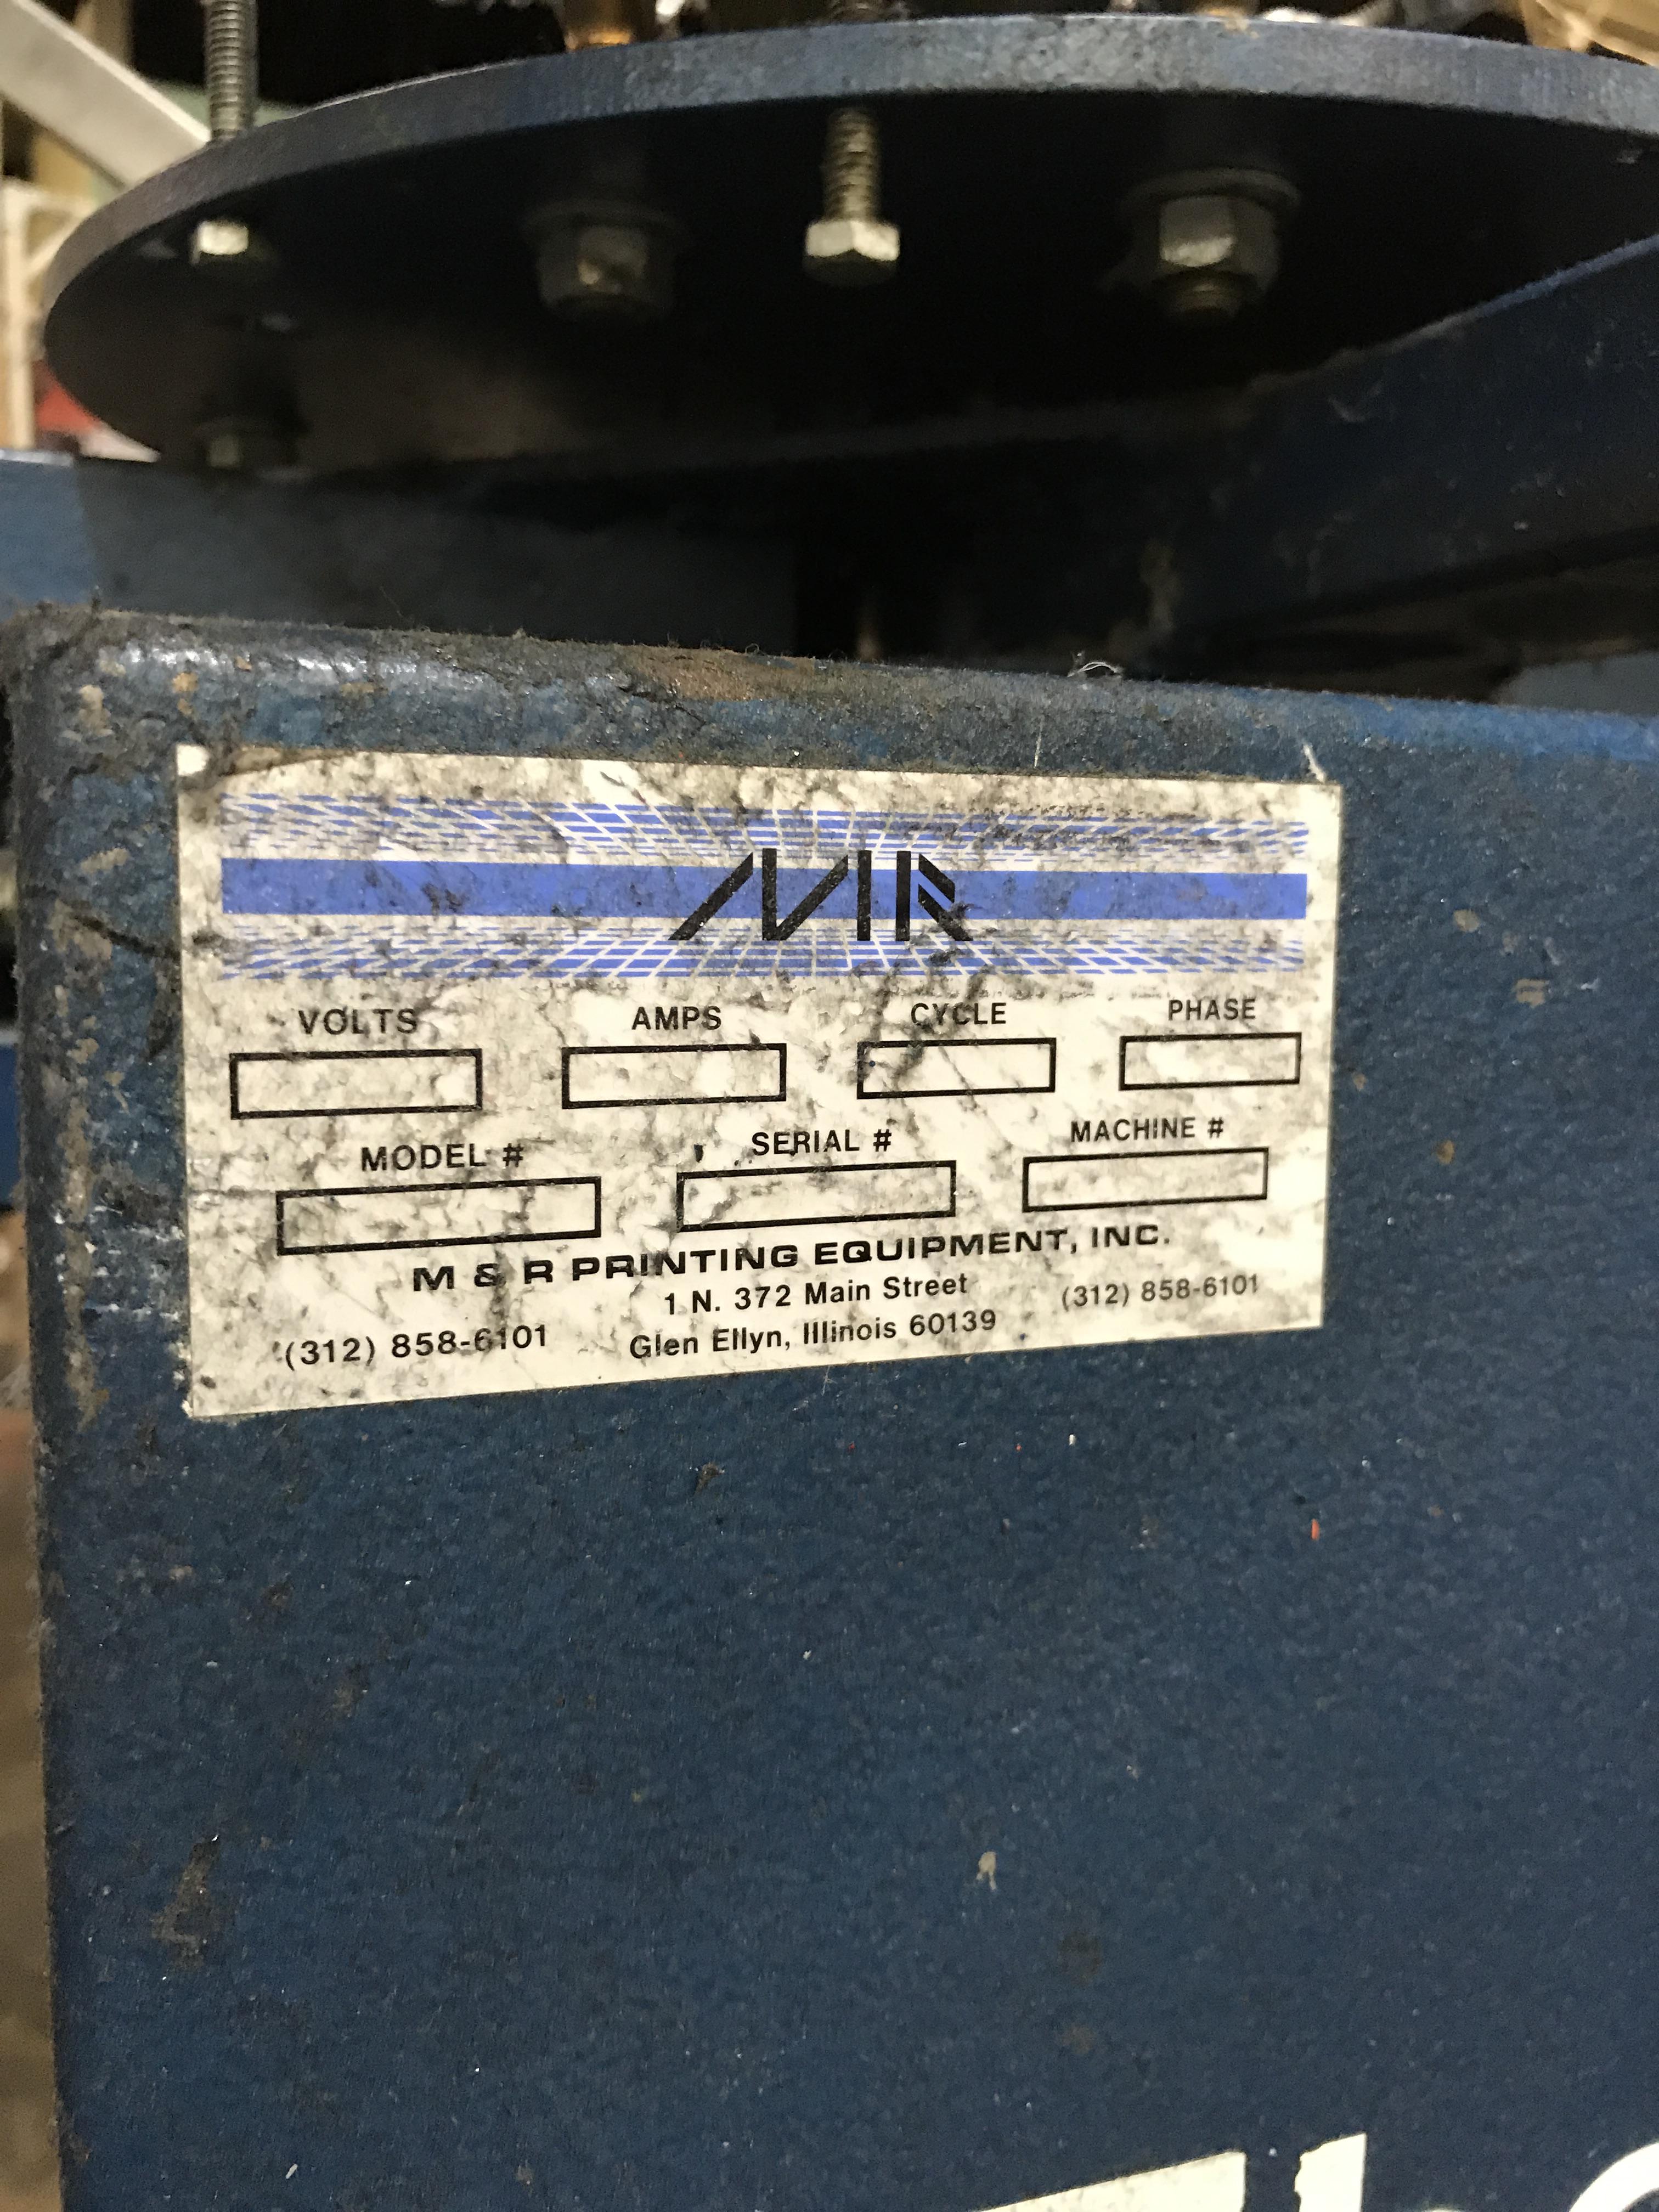 MR
VOLTS AMPS CYCLE PHASE
MODEL # SERIAL # MACHINE #
M & R PRINTING EQUIPMENT, INC.
1 N. 372 Main Street
(312) 858-6101 Glen Ellyn, Illinois 60139 (312) 858-6101